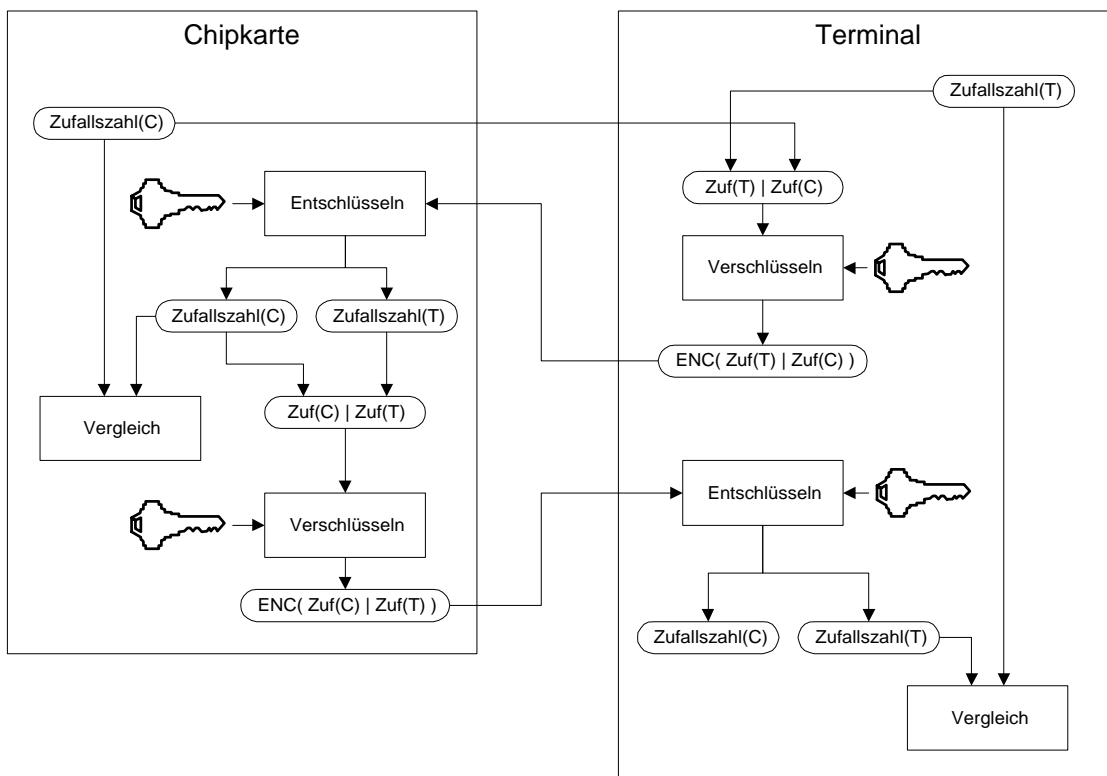 Chipkarte
Zufallszahl(C)
Entschlüsseln
Zufallszahl(C)
Zufallszahl(T)
Vergleich
Zuf(C) | Zuf(T)
Verschlüsseln
ENC( Zuf(C) | Zuf(T) )
Terminal
Zufallszahl(T)
Zuf(T) | Zuf(C)
Verschlüsseln
ENC( Zuf(T) | Zuf(C) )
Entschlüsseln
Zufallszahl(C)
Zufallszahl(T)
Vergleich